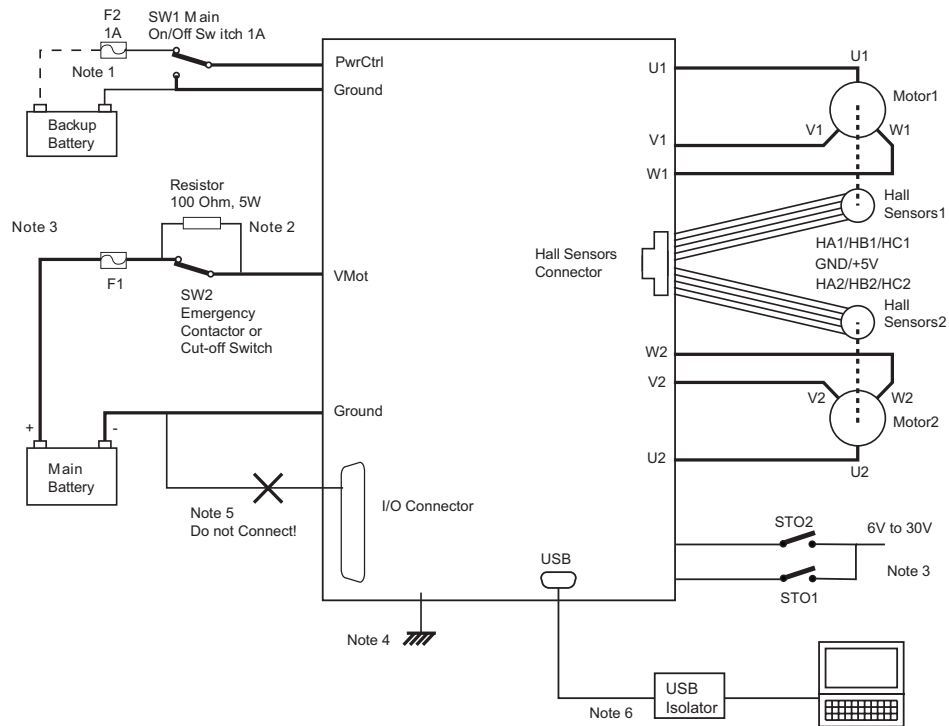 F2
1A
SW1 Main
On/Off Switch 1A
Note 1
Backup
Battery
PwrCtrl
Ground
Resistor
100 Ohm, 5W
Note 2
Note 3
F1
SW2
Emergency
Contactor or
Cut-off Switch
VMot
Ground
+
-
Main
Battery
Note 5
Do not Connect!
I/O Connector
Note 4
USB
Note 6
USB
Isolator
U1
V1
W1
U1
Motor1
V1
W1
Hall Sensors
Connector
Hall
Sensors1
HA1/HB1/HC1
GND/+5V
HA2/HB2/HC2
Hall
Sensors2
W2
V2
U2
V2
W2
Motor2
U2
STO2
6V to 30V
Note 3
STO1